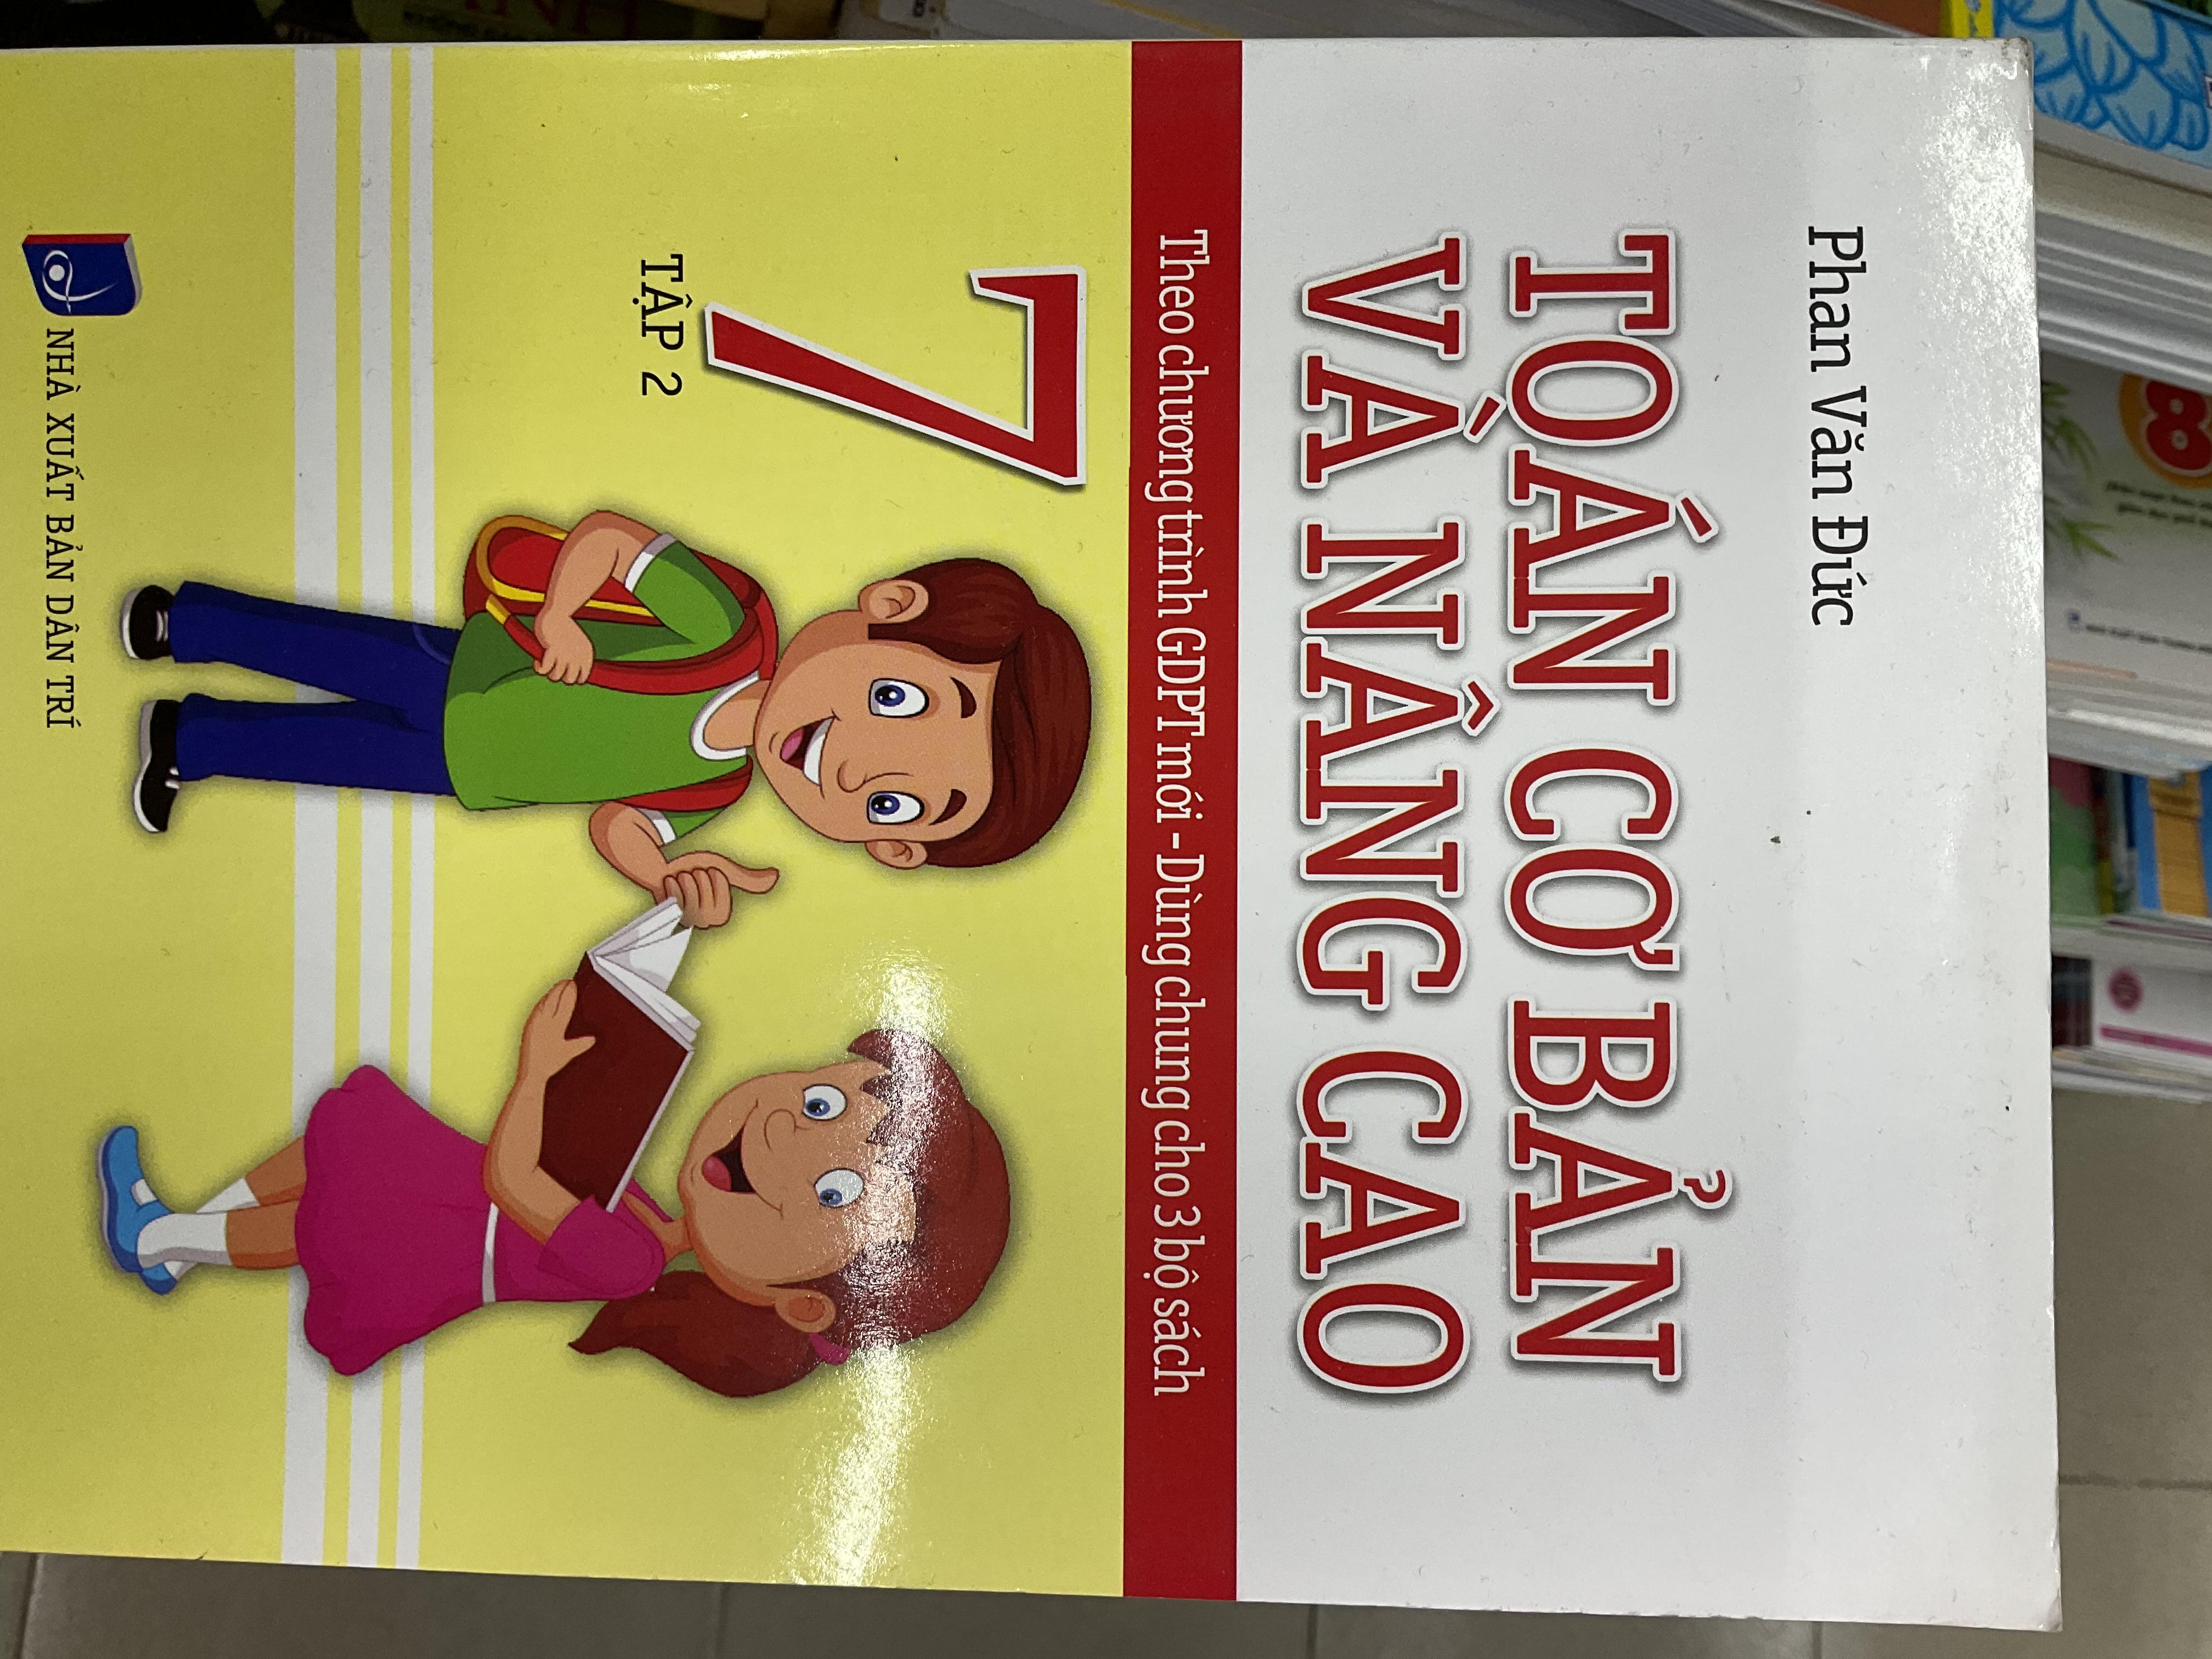 8
Phan Văn Đức
TOÁN CƠ BẢN
VÀ NÂNG CAO
Theo chương trình GDPT mới - Dùng chung cho 3 bộ sách
7
TẬP 2
NHÀ XUẤT BẢN DÂN TRÍ